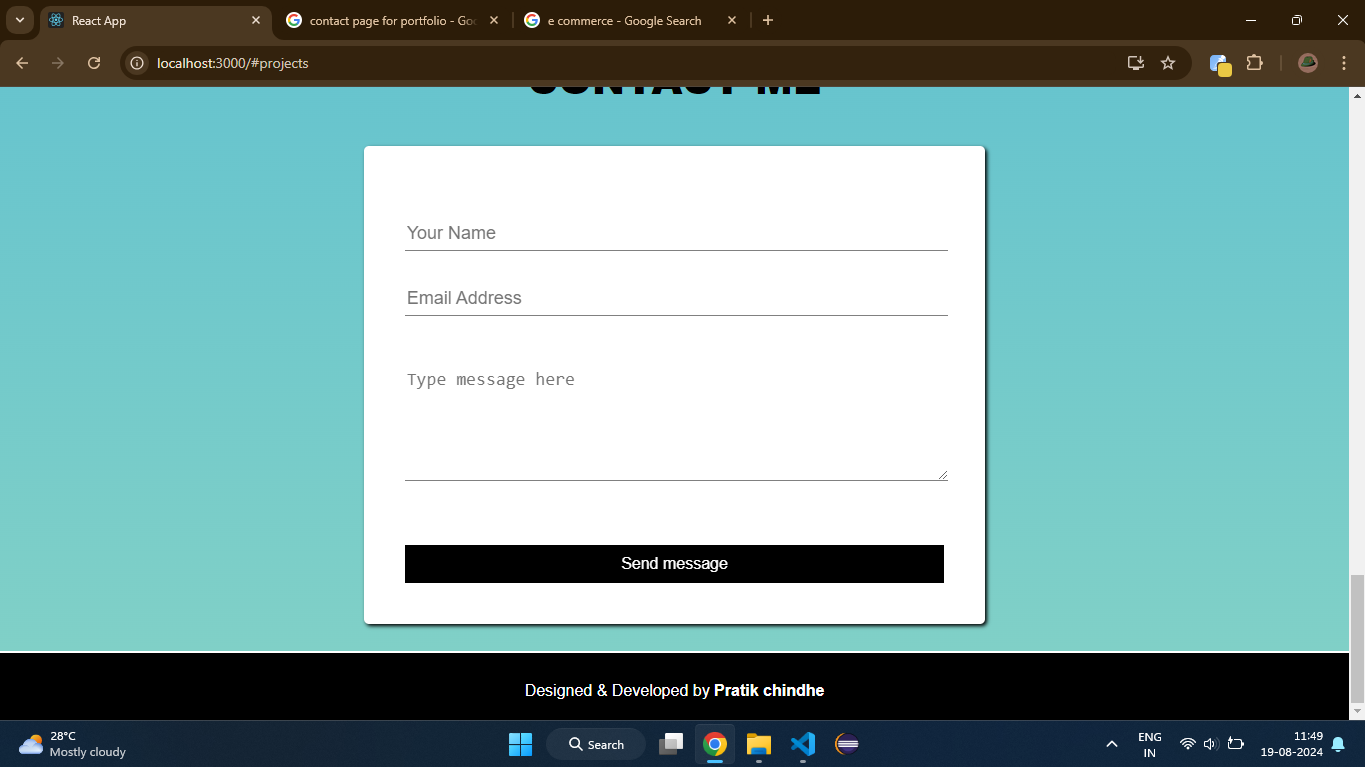 React App
contact page for portfolio - Goo
e commerce - Google Search
localhost:3000/#projects
CONTACT ME
Your Name
Email Address
Type message here
Send message
Designed & Developed by Pratik chindhe
28°C
Mostly cloudy
Search
ENG
IN
11:49
19-08-2024